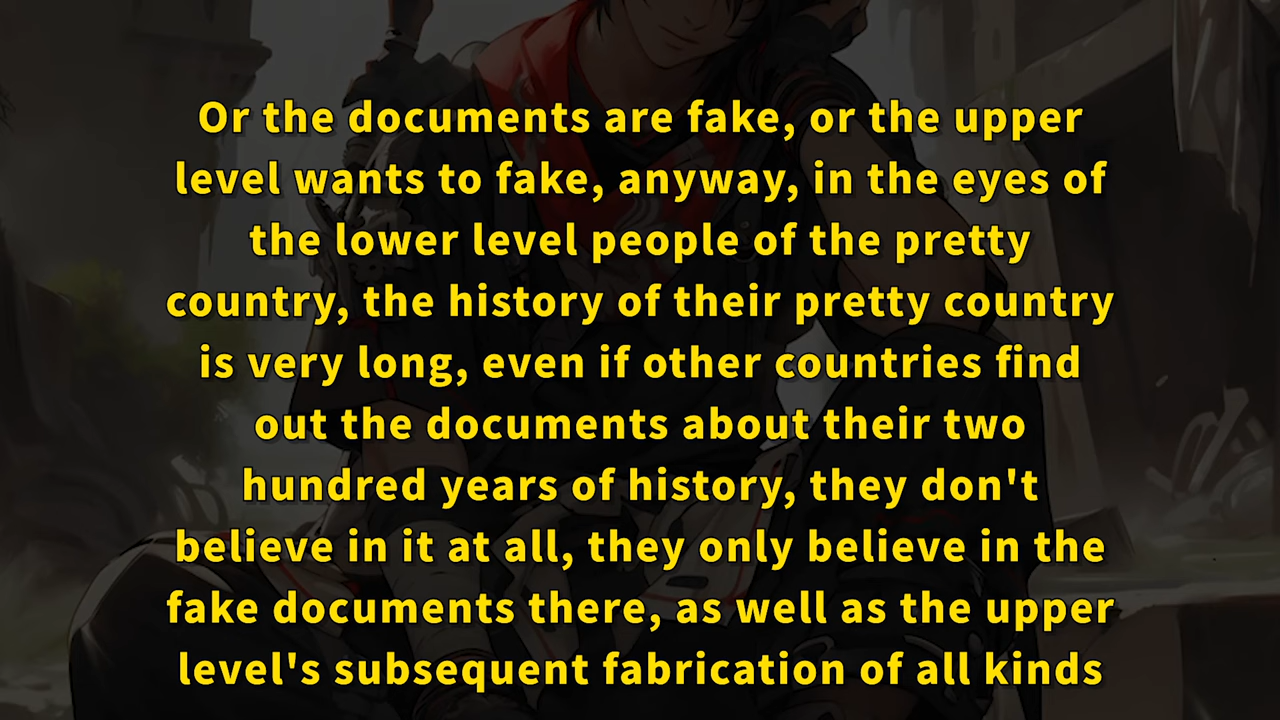 Or the documents are fake, or the upper
level wants to fake, anyway, in the eyes of
the lower level people of the pretty
country, the history of their pretty country
is very long, even if other countries find
out the documents about their two
hundred years of history, they don't
believe in it at all, they only believe in the
fake documents there, as well as the upper
level's subsequent fabrication of all kinds